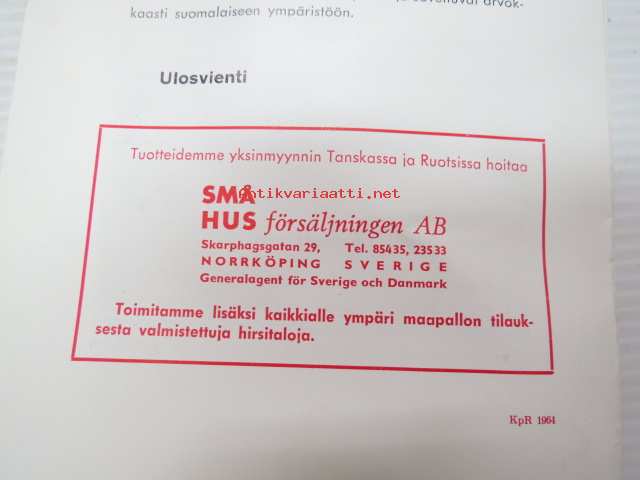 kaasti suomalaiseen ympäristöön.
Ulosvienti
Tuotteidemme yksinmyynnin Tanskassa ja Ruotsissa hoitaa
SMÅ
antikvariaatti.net
HUS försäljningen AB
Skarphagsgatan 29, Tel. 85435, 23533
NORRKÖPING SVERIGE
Generalagent för Sverige och Danmark
Toimitamme lisäksi kaikkialle ympäri maapallon tilauk-
sesta valmistettuja hirsitaloja.
KpR 1964